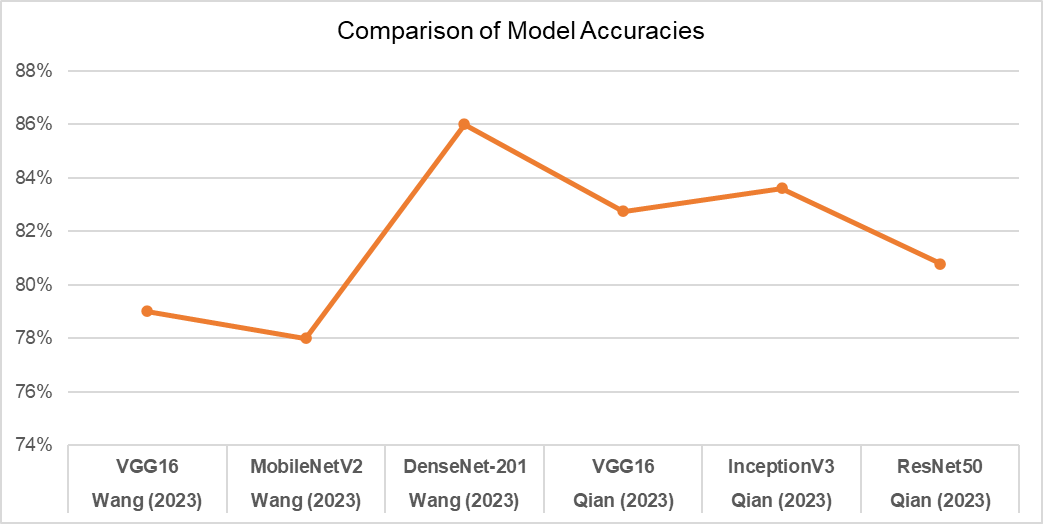 Comparison of Model Accuracies
88%
86%
84%
82%
80%
78%
76%
74%
VGG16 MobileNetV2 DenseNet-201 VGG16 InceptionV3 ResNet50
Wang (2023) Wang (2023) Wang (2023) Qian (2023) Qian (2023) Qian (2023)